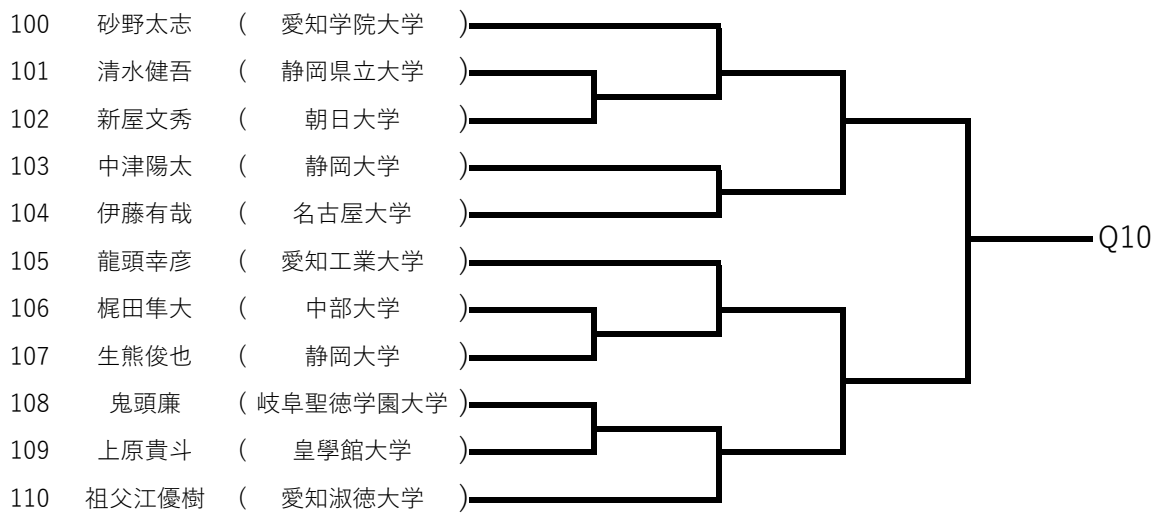 100 砂野太志 ( 愛知学院大学 )
101 清水健吾 ( 静岡県立大学 )
102 新屋文秀 ( 朝日大学 )
103 中津陽太 ( 静岡大学 )
104 伊藤有哉 ( 名古屋大学 )
105 龍頭幸彦 ( 愛知工業大学 )
106 梶田隼大 ( 中部大学 )
107 生熊俊也 ( 静岡大学 )
108 鬼頭廉 ( 岐阜聖徳学園大学 )
109 上原貴斗 ( 皇學館大学 )
110 祖父江優樹 ( 愛知淑徳大学 )
Q10